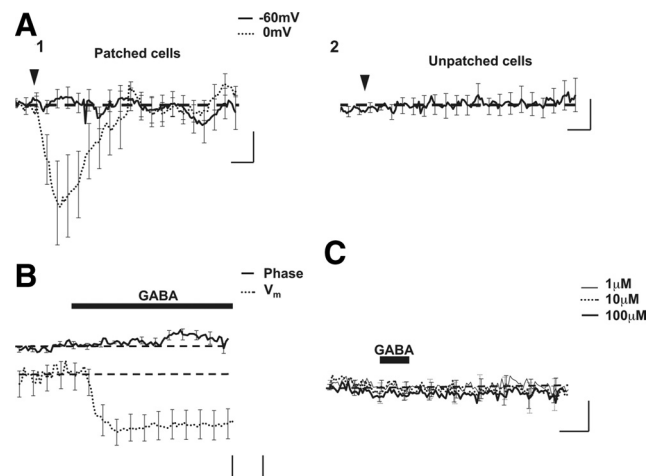 A
-60mV
0mV
1
Patched cells
2
Unpatched cells
B
Phase
Vm
GABA
C
1µM
10µM
100µM
GABA